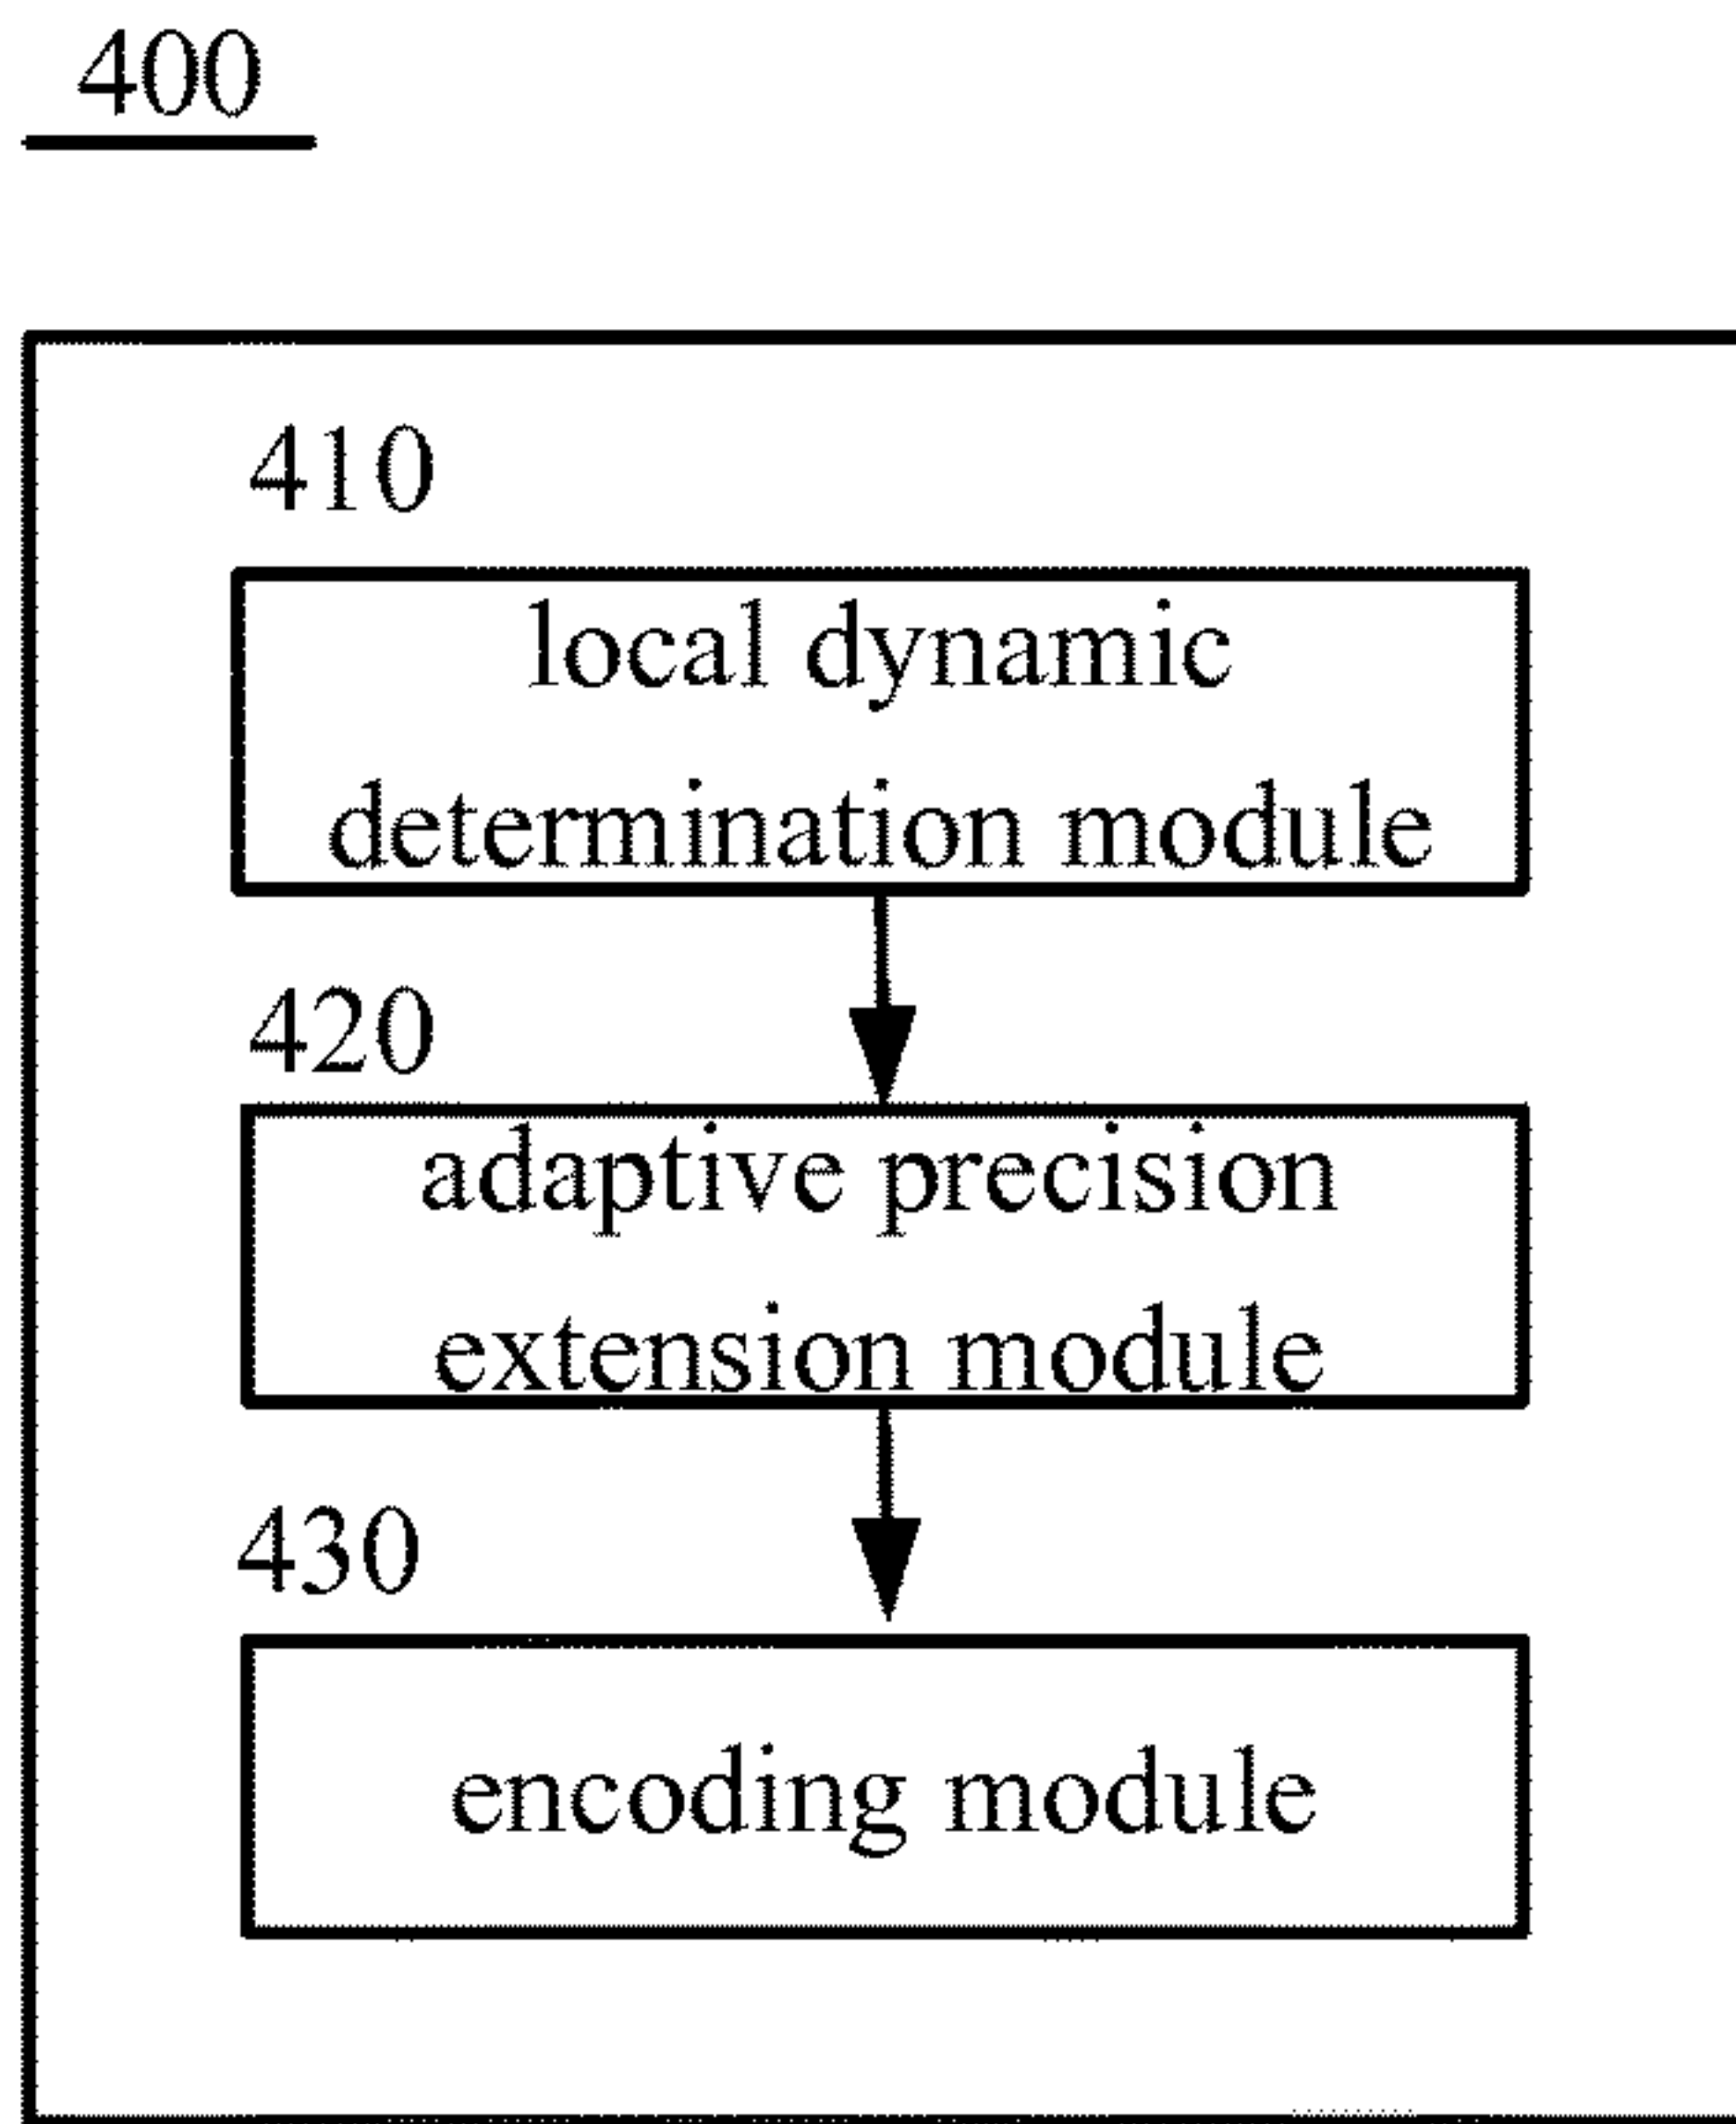 400
410
local dynamic
determination module
420
adaptive precision
extension module
430
encoding module